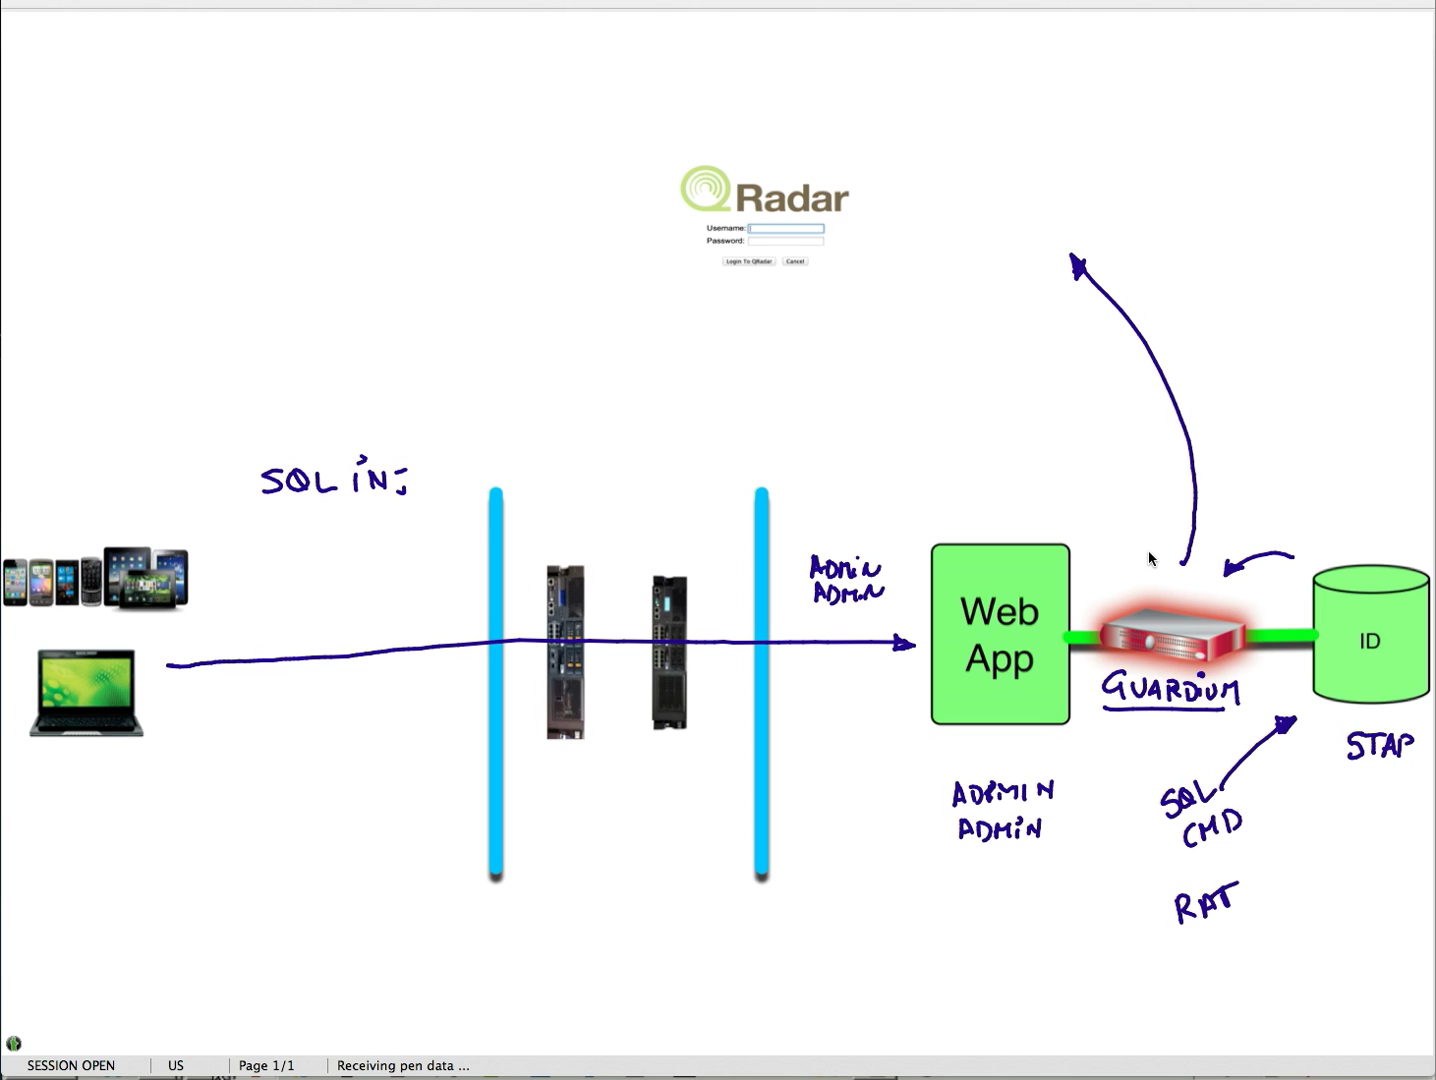 QRadar
Username:
Password:
Login To QRadar Cancel
SQL iNj
ADMiN
ADMiN
Web
App
ID
GUARDiUM
STAP
ADMIN
ADMiN
SQL
CMD
RAT
SESSION OPEN US Page 1/1 Receiving pen data ...